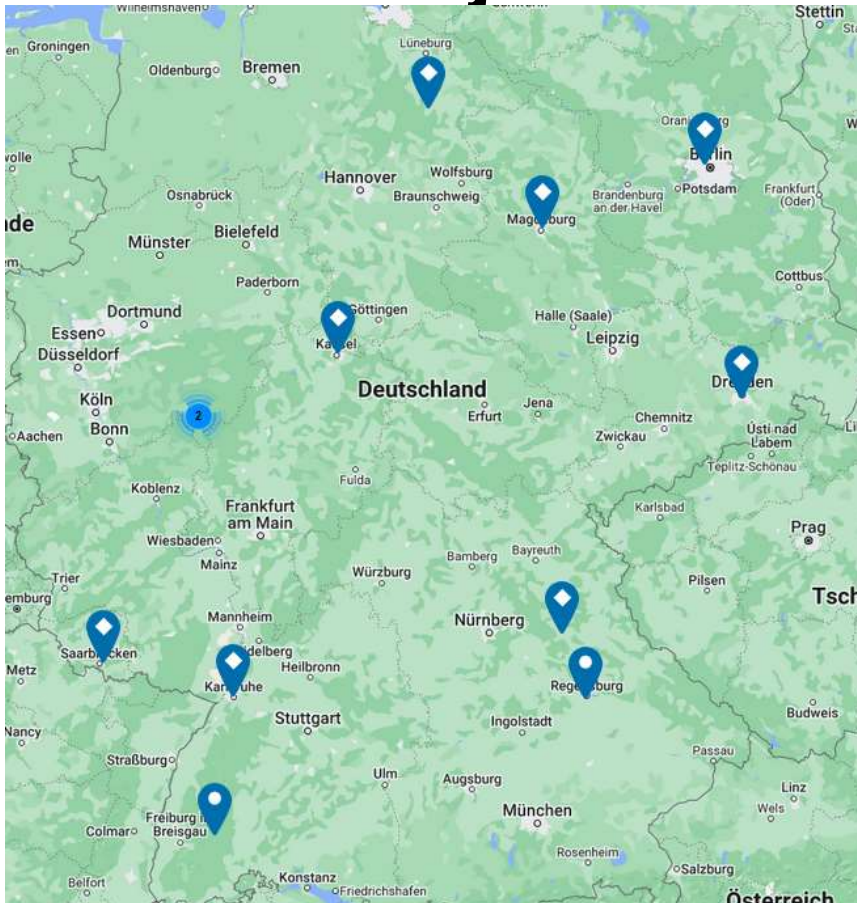 Wilhelmshaven
Stettin
Groningen
Lüneburg
Oldenburg
Bremen
Berlin
Hannover
Wolfsburg
Potsdam
Frankfurt
(Oder)
Osnabrück
Braunschweig
Brandenburg
an der Havel
Magdeburg
Münster
Bielefeld
Paderborn
Cottbus
Dortmund
Göttingen
Halle (Saale)
Essen
Kassel
Leipzig
Düsseldorf
Deutschland
Dresden
Köln
2
Erfurt
Jena
Chemnitz
Aachen
Bonn
Zwickau
Ústí nad
Labem
Teplitz-Schönau
Koblenz
Fulda
Karlsbad
Frankfurt
am Main
Prag
Wiesbaden
Mainz
Bamberg
Bayreuth
Trier
Würzburg
Pilsen
emburg
Tsch
Mannheim
Nürnberg
Saarbrücken
idelberg
Metz
Heilbronn
Karlsruhe
Regensburg
Stuttgart
Ingolstadt
Budweis
Nancy
Straßburg
Passau
Ulm
Augsburg
Linz
Freiburg im
Breisgau
München
Wels
Colmar
Rosenheim
Salzburg
Belfort
Konstanz
Friedrichshafen
Österreich